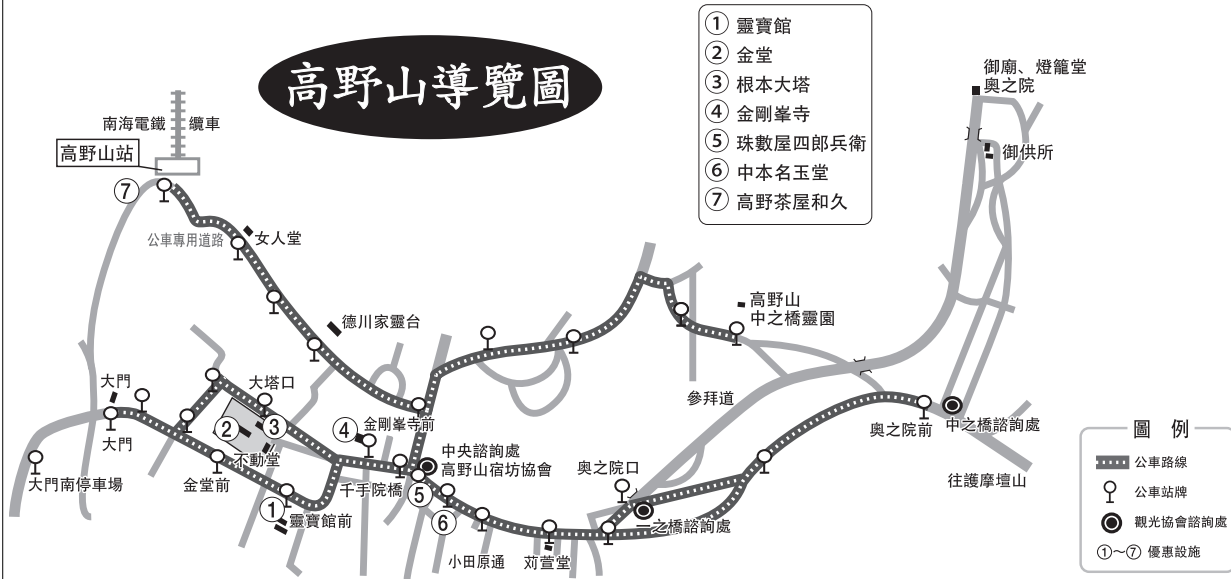 高野山導覽圖
① 靈寶館
② 金堂
③ 根本大塔
④ 金剛峯寺
⑤ 珠數屋四郎兵衛
⑥ 中本名玉堂
⑦ 高野茶屋和久
御廟、燈籠堂
奧之院
御供所
南海電鐵 纜車
高野山站
⑦
公車專用道路
女人堂
德川家靈台
高野山
中之橋靈園
參拜道
大門
大門
大門南停車場
大塔口
②
③
不動堂
金堂前
①
靈寶館前
④
金剛峯寺前
千手院橋
中央諮詢處
高野山宿坊協會
⑤
⑥
小田原通
苅萱堂
奧之院口
一之橋諮詢處
奧之院前
中之橋諮詢處
往護摩壇山
圖 例
公車路線
公車站牌
觀光協會諮詢處
①~⑦ 優惠設施